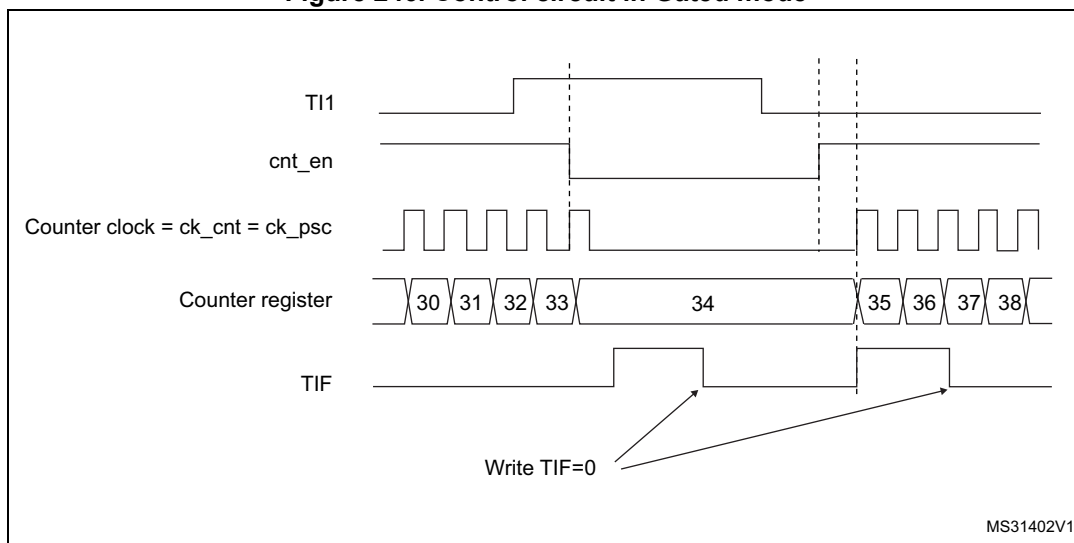 Figure Control circuit in Gated mode
TI1
cnt_en
Counter clock = ck_cnt = ck_psc
Counter register
30 31 32 33 34 35 36 37 38
TIF
Write TIF=0
MS31402V1